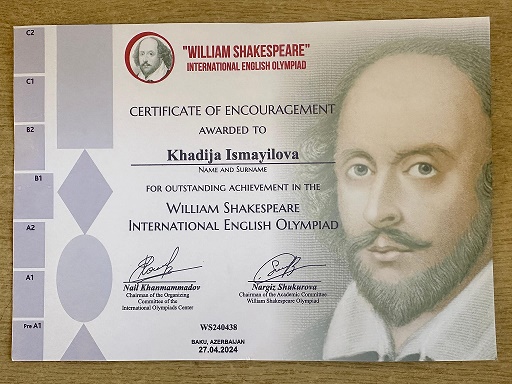 C2
C1
B2
B1
A2
A1
Pre A1
"WILLIAM SHAKESPEARE"
INTERNATIONAL ENGLISH OLYMPIAD
CERTIFICATE OF ENCOURAGEMENT
AWARDED TO
Khadija Ismayilova
NAME AND SURNAME
FOR OUTSTANDING ACHIEVEMENT IN THE
WILLIAM SHAKESPEARE
INTERNATIONAL ENGLISH OLYMPIAD
Nail Khanmammadov
Chairman of the Organizing
Committee of the
International Olympiads Center
Nargiz Shukurova
Chairman of the Academic Committee
William Shakespeare Olympiad
WS240438
BAKU, AZERBAIJAN
27.04.2024